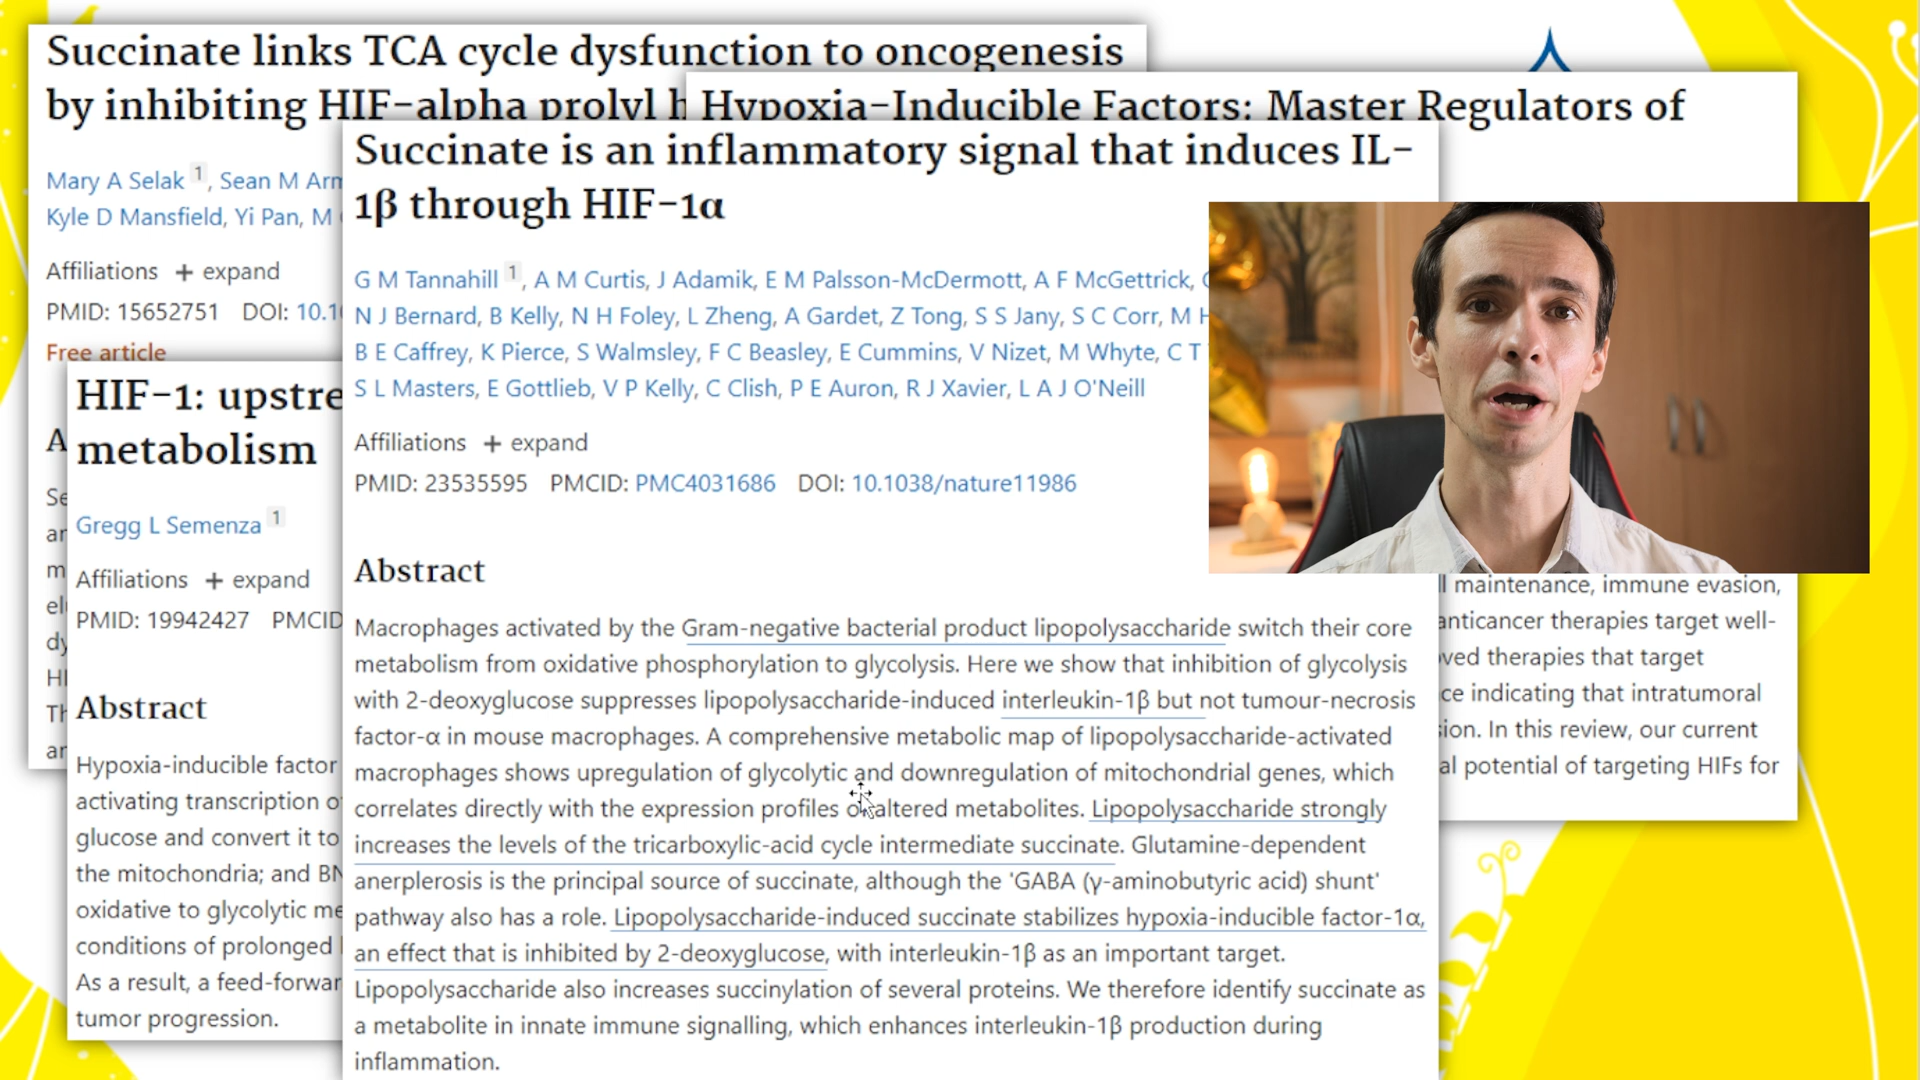 Succinate links TCA cycle dysfunction to oncogenesis
by inhibiting HIF-alpha prolyl
Mary A Selak 1, Sean M
Kyle D Mansfield, Yi Pan, M
Affiliations + expand
PMID: 15652751 DOI:
Free article
Hypoxia-Inducible Factors: Master Regulators of
l maintenance, immune evasion,
anticancer therapies target well-
therapies that target
indicating that intratumoral
In this review, our current
potential of targeting HIFs for
HIF-1:
metabolism
Gregg L Semenza 1
Affiliations + expand
PMID: 19942427 PMCID
Abstract
Hypoxia-inducible factor
activating transcription
glucose and convert it to
the mitochondria; and
oxidative to glycolytic
conditions of prolonged
As a result, a
tumor progression.
Succinate is an inflammatory signal that induces IL-
1β through HIF-1α
G M Tannahill 1, A M Curtis, J Adamik, E M Palsson-McDermott, A F McGettrick,
N J Bernard, B Kelly, N H Foley, L Zheng, A Gardet, Z Tong, S S Jany, S C Corr, M
B E Caffrey, K Pierce, S Walmsley, F C Beasley, E Cummins, V Nizet, M Whyte, C T
S L Masters, E Gottlieb, V P Kelly, C Clish, P E Auron, R J Xavier, L A J O'Neill
Affiliations + expand
PMID: 23535595 PMCID: PMC4031686 DOI: 10.1038/nature11986
Abstract
Macrophages activated by the Gram-negative bacterial product lipopolysaccharide switch their core
metabolism from oxidative phosphorylation to glycolysis. Here we show that inhibition of glycolysis
with 2-deoxyglucose suppresses lipopolysaccharide-induced interleukin-1β but not tumour-necrosis
factor-α in mouse macrophages. A comprehensive metabolic map of lipopolysaccharide-activated
macrophages shows upregulation of glycolytic and downregulation of mitochondrial genes, which
correlates directly with the expression profiles of altered metabolites. Lipopolysaccharide strongly
increases the levels of the tricarboxylic-acid cycle intermediate succinate. Glutamine-dependent
anerplerosis is the principal source of succinate, although the 'GABA (γ-aminobutyric acid) shunt'
pathway also has a role. Lipopolysaccharide-induced succinate stabilizes hypoxia-inducible factor-1α,
an effect that is inhibited by 2-deoxyglucose, with interleukin-1β as an important target.
Lipopolysaccharide also increases succinylation of several proteins. We therefore identify succinate as
a metabolite in innate immune signalling, which enhances interleukin-1β production during
inflammation.